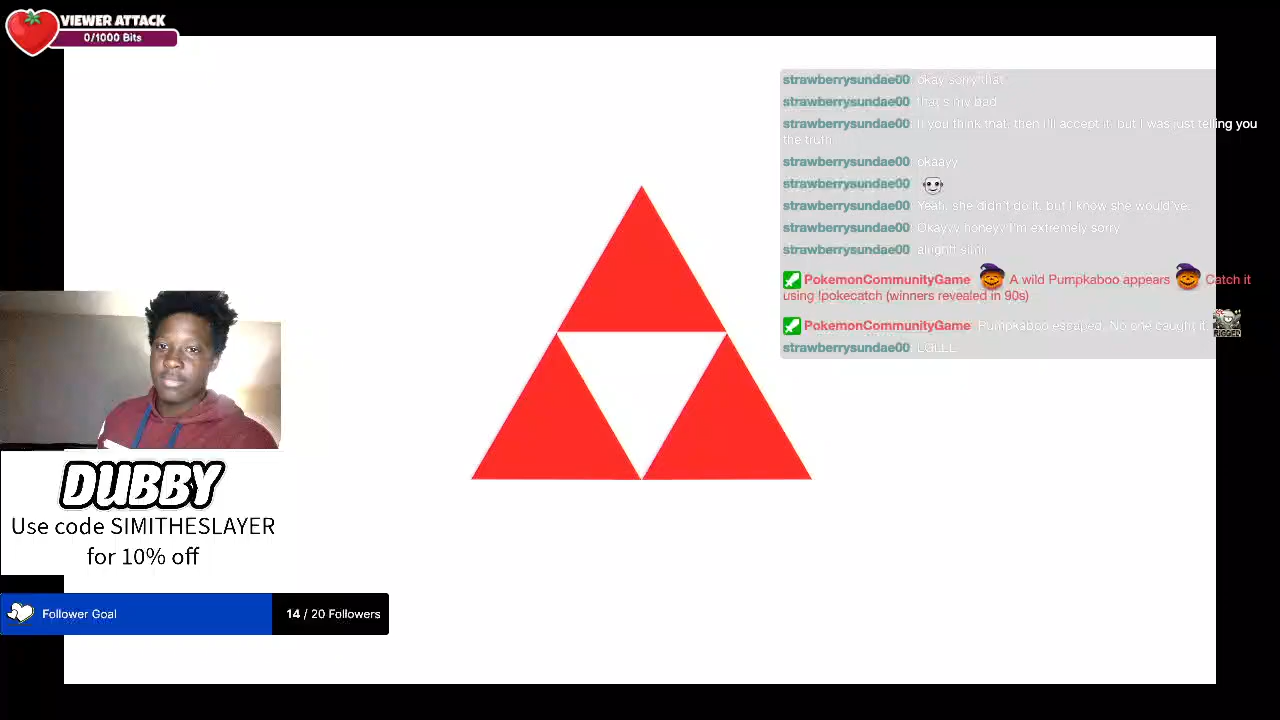 VIEWER ATTACK
0/1000 Bits
strawberrysundae00: okay sorry that
strawberrysundae00: that's my bad
strawberrysundae00: If you think that, then I'll accept it, but I was just telling you
the truth
strawberrysundae00: okaayy
strawberrysundae00:
strawberrysundae00: Yeah, she didn't do it, but I know she would've.
strawberrysundae00: Okayyy honey. I'm extremely sorry
strawberrysundae00: alright simi
PokemonCommunityGame A wild Pumpkaboo appears Catch it
using !pokecatch (winners revealed in 90s)
PokemonCommunityGame: Pumpkaboo escaped. No one caught it.
strawberrysundae00:
DUBBY
Use code SIMITHESLAYER
for 10% off
Follower Goal
14 / 20 Followers